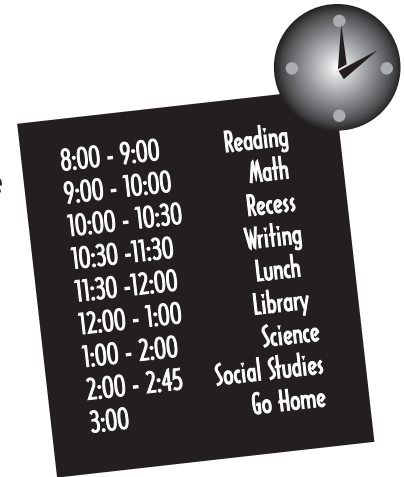 e
8:00 - 9:00 Reading
9:00 - 10:00 Math
10:00 - 10:30 Recess
10:30 -11:30 Writing
11:30 -12:00 Lunch
12:00 - 1:00 Library
1:00 - 2:00 Science
2:00 - 2:45 Social Studies
3:00 Go Home